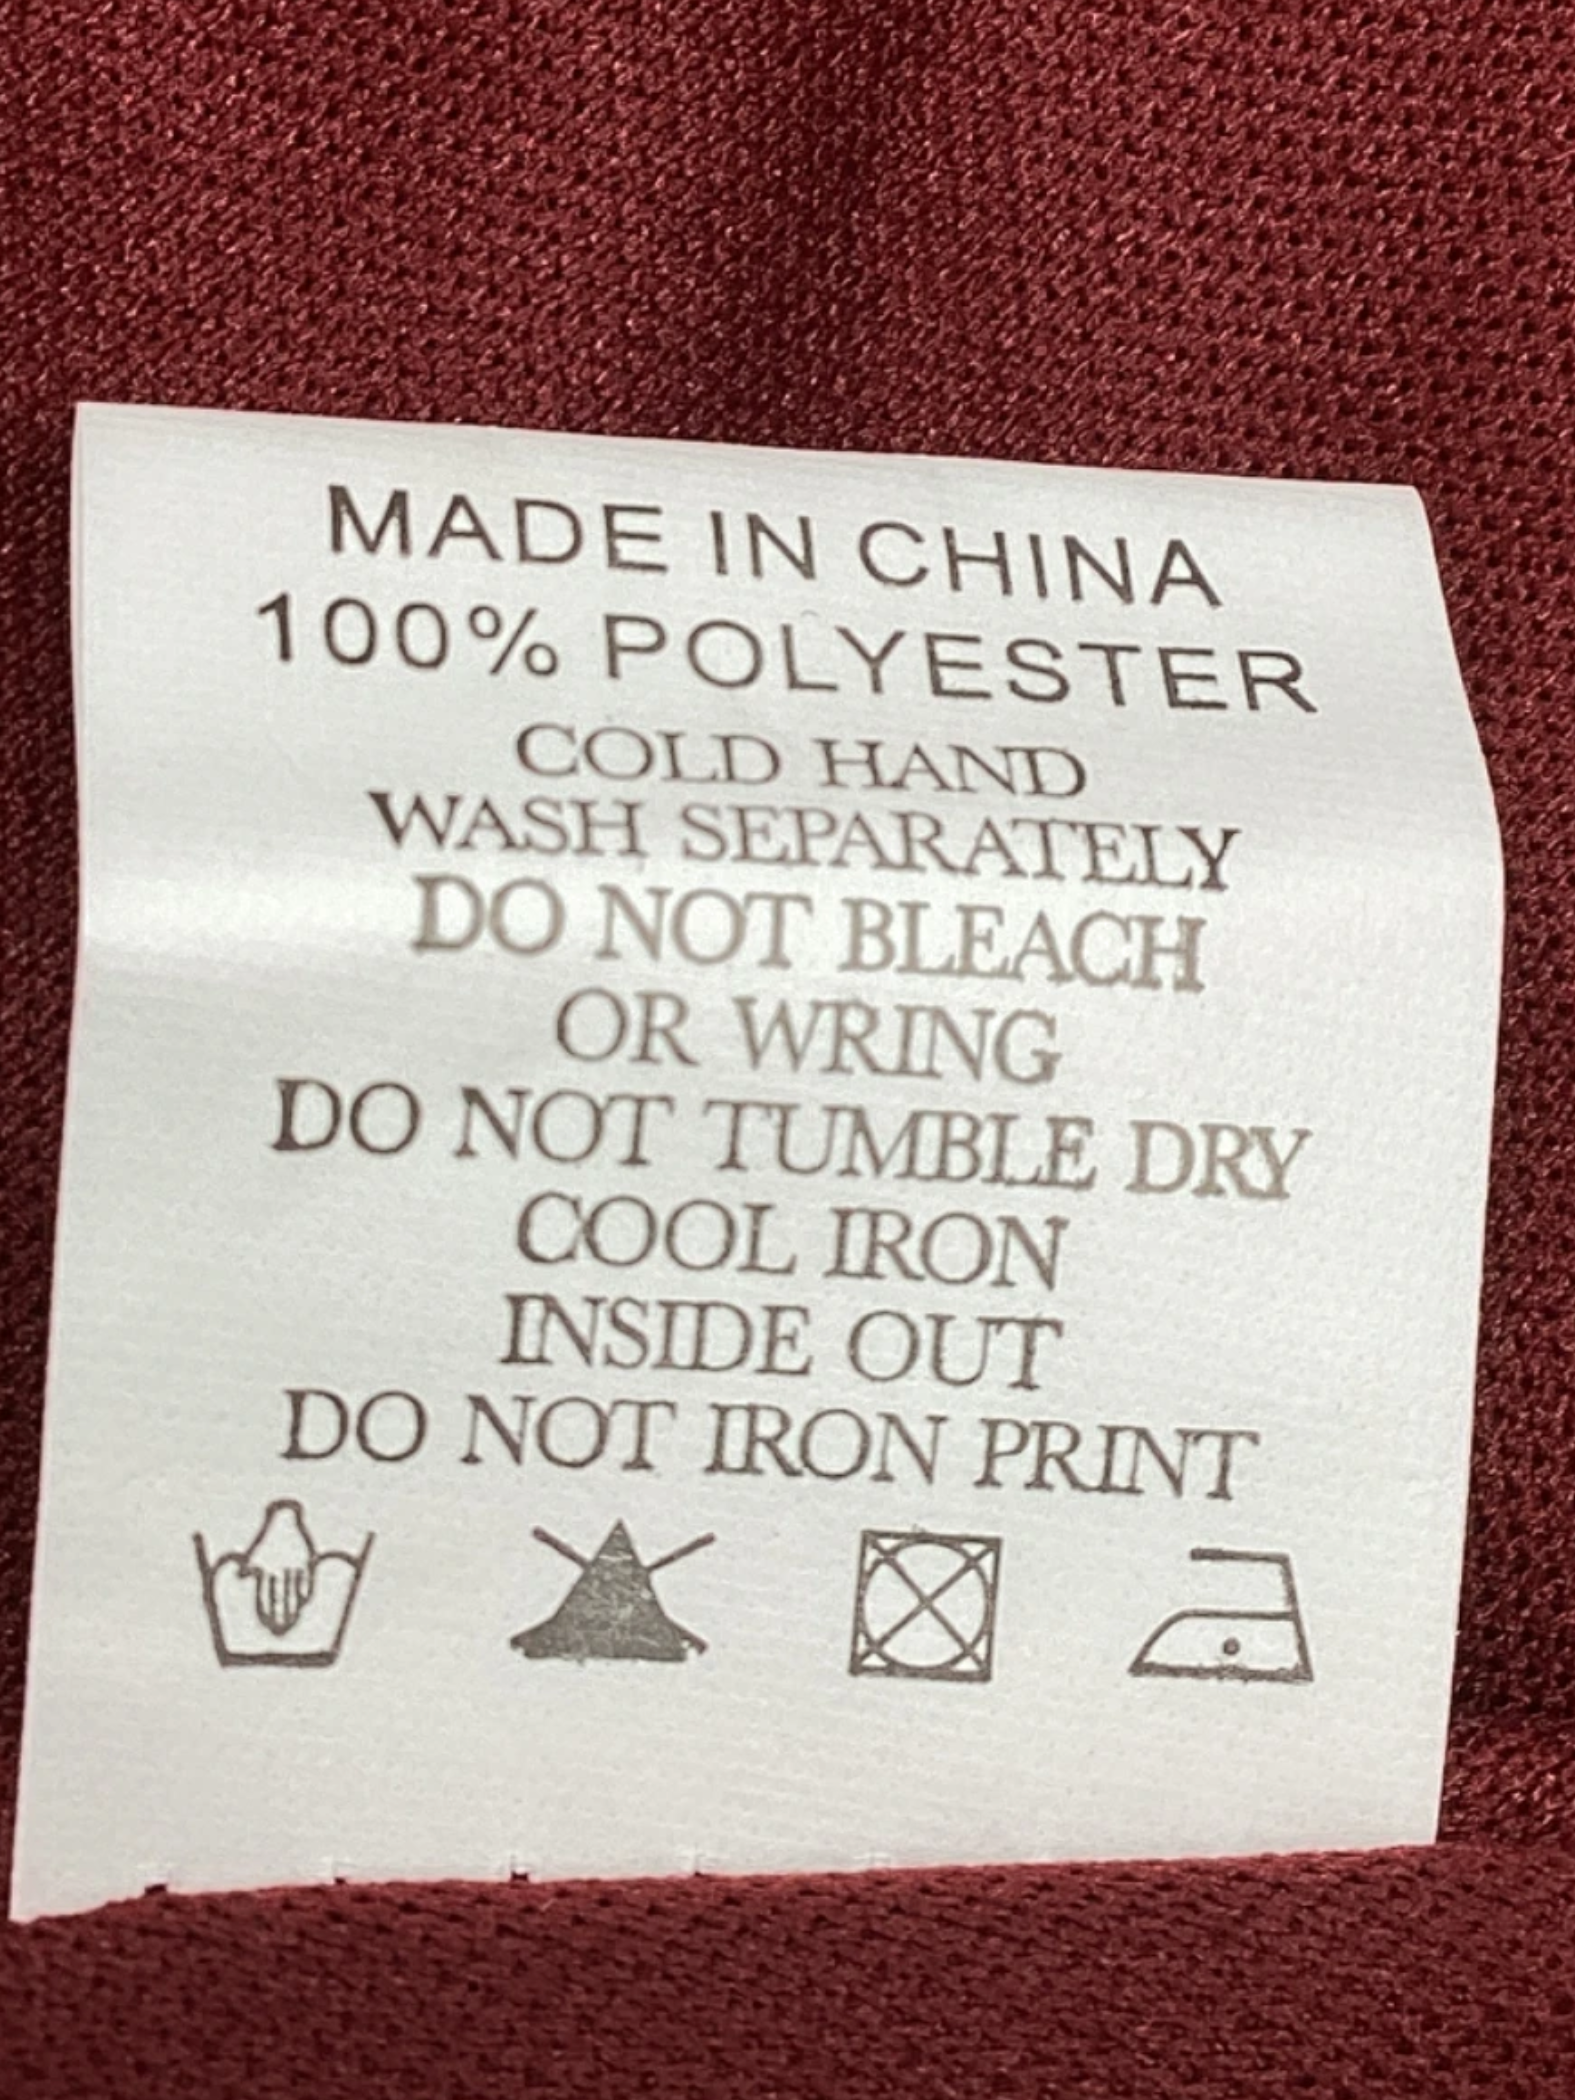 MADE IN CHINA
100% POLYESTER
COLD HAND
WASH SEPARATELY
DO NOT BLEACH
OR WRING
DO NOT TUMBLE DRY
COOL IRON
INSIDE OUT
DO NOT IRON PRINT